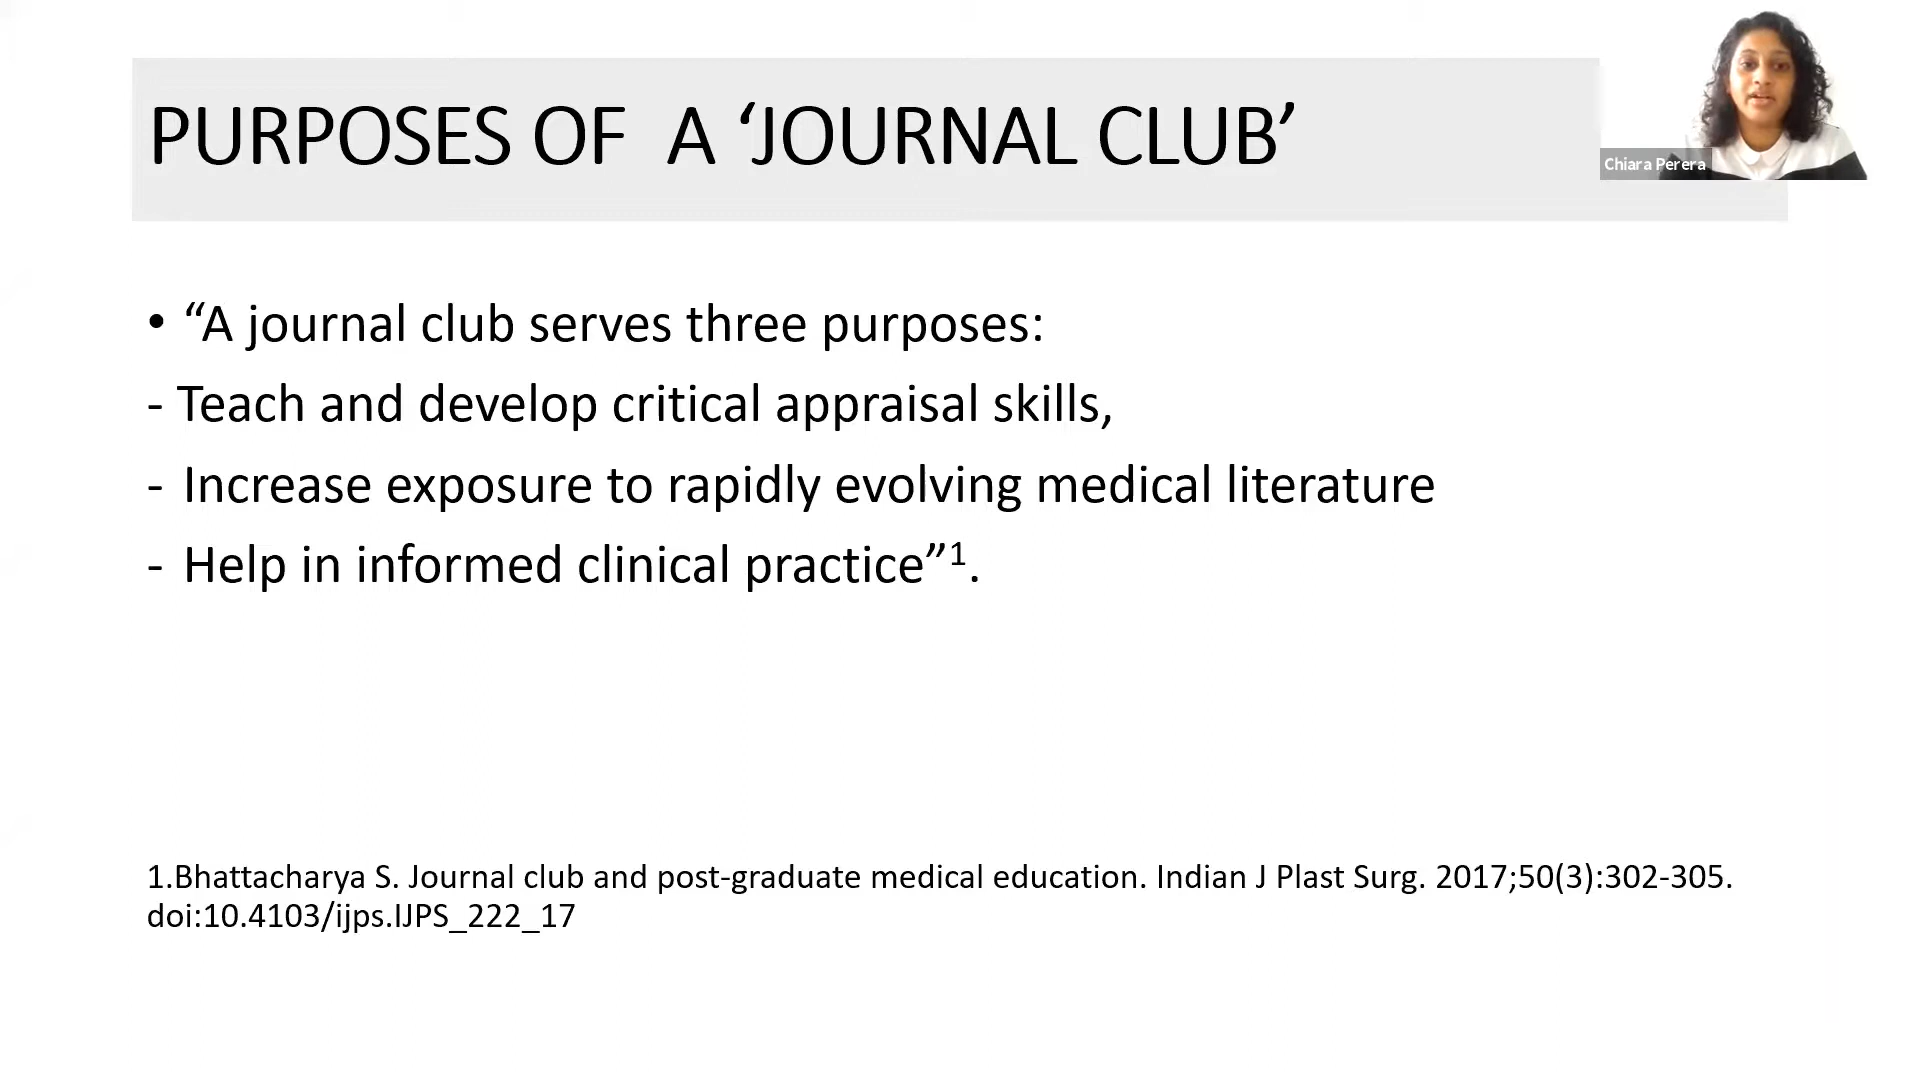 PURPOSES OF  A ‘JOURNAL CLUB’
Chiara Perera
• “A journal club serves three purposes:
- Teach and develop critical appraisal skills,
- Increase exposure to rapidly evolving medical literature
- Help in informed clinical practice”¹.
1.Bhattacharya S. Journal club and post-graduate medical education. Indian J Plast Surg. 2017;50(3):302-305.
doi:10.4103/ijps.IJPS_222_17